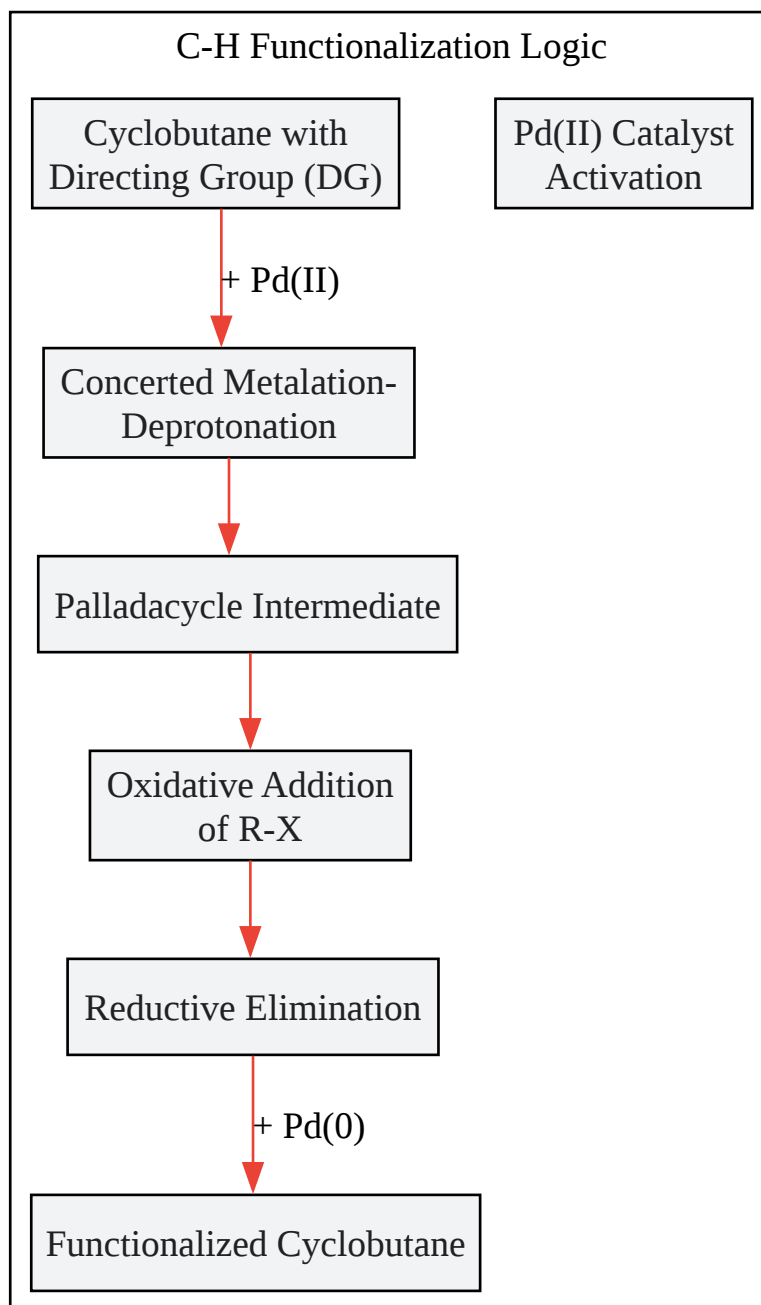 C-H Functionalization Logic
Cyclobutane with
Directing Group (DG)
Pd(II) Catalyst
Activation
+ Pd(II)
Concerted Metalation-
Deprotonation
Palladacycle Intermediate
Oxidative Addition
of R-X
Reductive Elimination
+ Pd(0)
Functionalized Cyclobutane